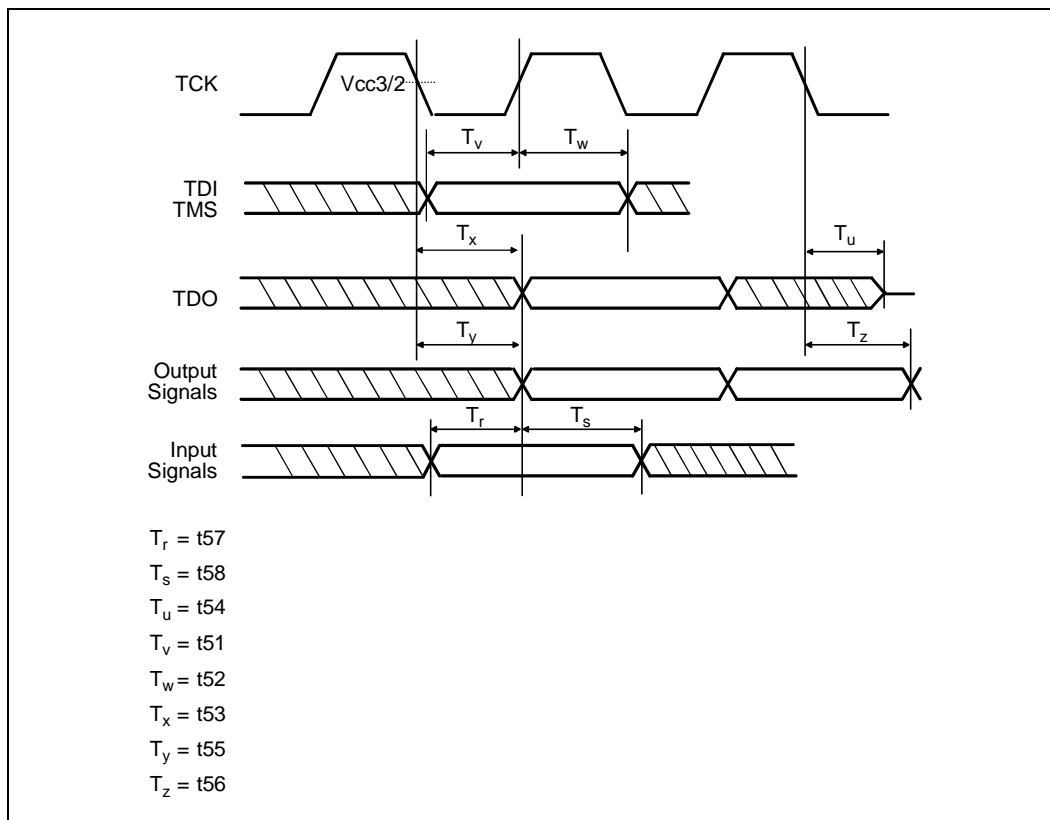 TCK
Vcc3/2
Tv Tw
TDI
TMS
Tx Tu
TDO
Ty Tz
Output
Signals
Tr Ts
Input
Signals
Tr = t57
Ts = t58
Tu = t54
Tv = t51
Tw = t52
Tx = t53
Ty = t55
Tz = t56